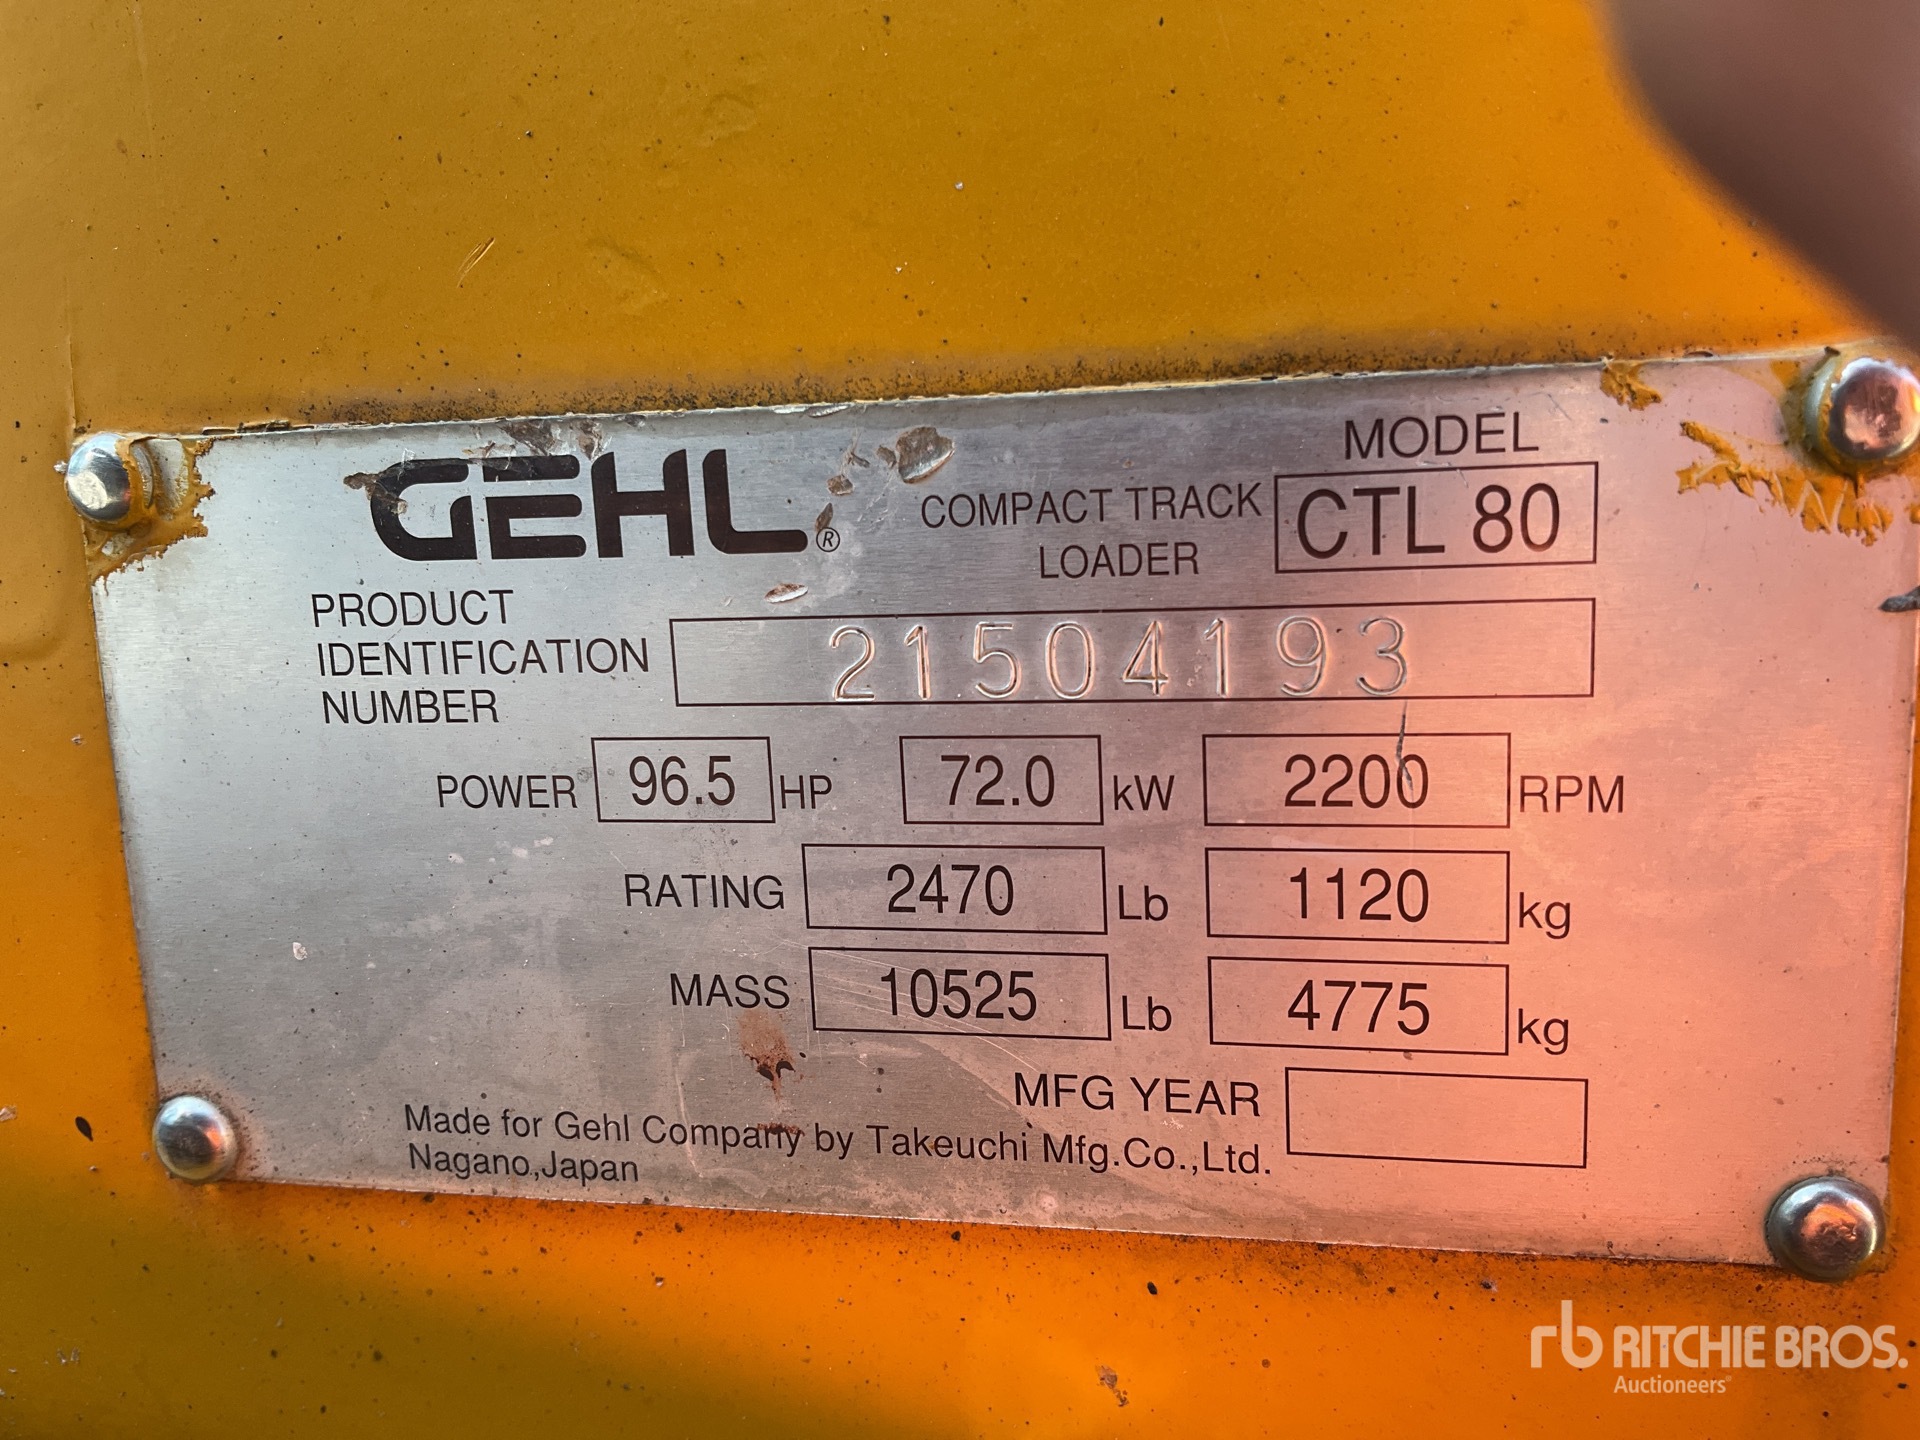 GEHL®
COMPACT TRACK
LOADER
MODEL
CTL 80
PRODUCT
IDENTIFICATION
NUMBER
21504193
POWER 96.5 HP 72.0 kW 2200 RPM
RATING 2470 Lb 1120 kg
MASS 10525 Lb 4775 kg
MFG YEAR
Made for Gehl Company by Takeuchi Mfg.Co.,Ltd.
Nagano,Japan
rb RITCHIE BROS.
Auctioneers